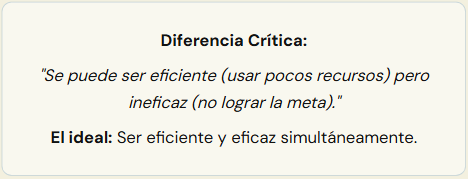 Diferencia Crítica:
"Se puede ser eficiente (usar pocos recursos) pero
ineficaz (no lograr la meta)."
El ideal: Ser eficiente y eficaz simultáneamente.